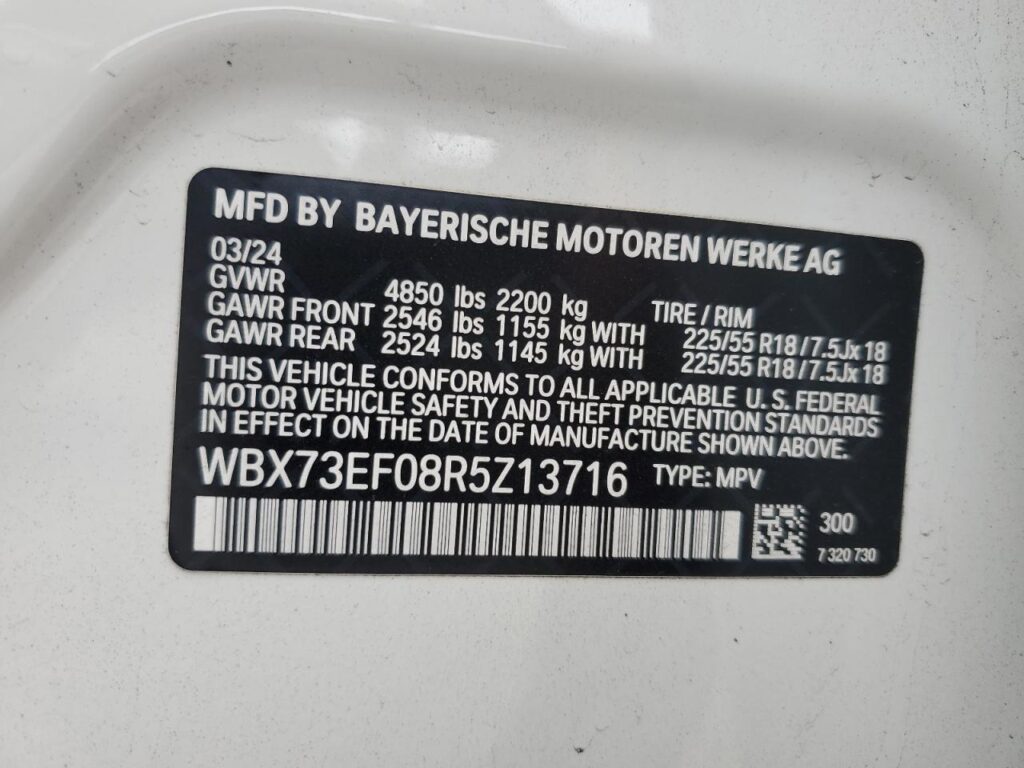 MFD BY BAYERISCHE MOTOREN WERKE AG
03/24
GVWR 4850 lbs 2200 kg TIRE / RIM
GAWR FRONT 2546 lbs 1155 kg WITH 225/55 R18 / 7.5Jx18
GAWR REAR 2524 lbs 1145 kg WITH 225/55 R18 / 7.5Jx18
THIS VEHICLE CONFORMS TO ALL APPLICABLE U. S. FEDERAL
MOTOR VEHICLE SAFETY AND THEFT PREVENTION STANDARDS
IN EFFECT ON THE DATE OF MANUFACTURE SHOWN ABOVE.
WBX73EF08R5Z13716 TYPE: MPV
300
7 320 730